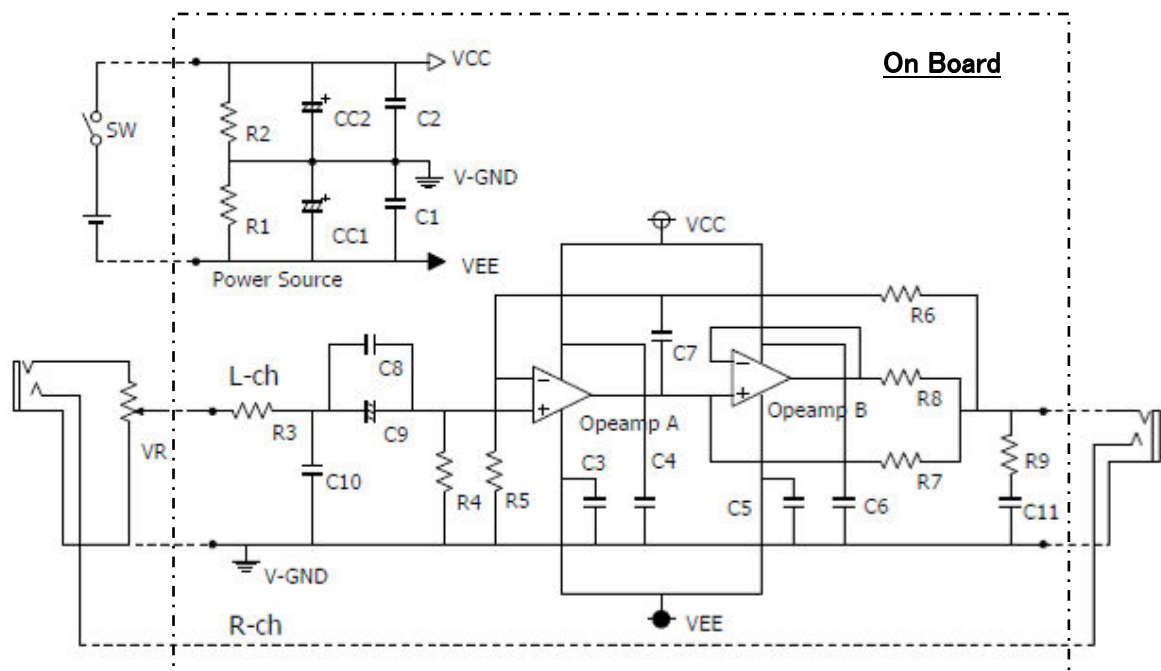 On Board
VCC
SW
R2
CC2
C2
V-GND
R1
CC1
C1
VCC
VEE
Power Source
R6
C7
C8
L-ch
R8
Opeamp A
Opeamp B
R3
C9
VR
R9
R7
C3
C4
C10
R4
R5
C5
C6
C11
V-GND
R-ch
VEE